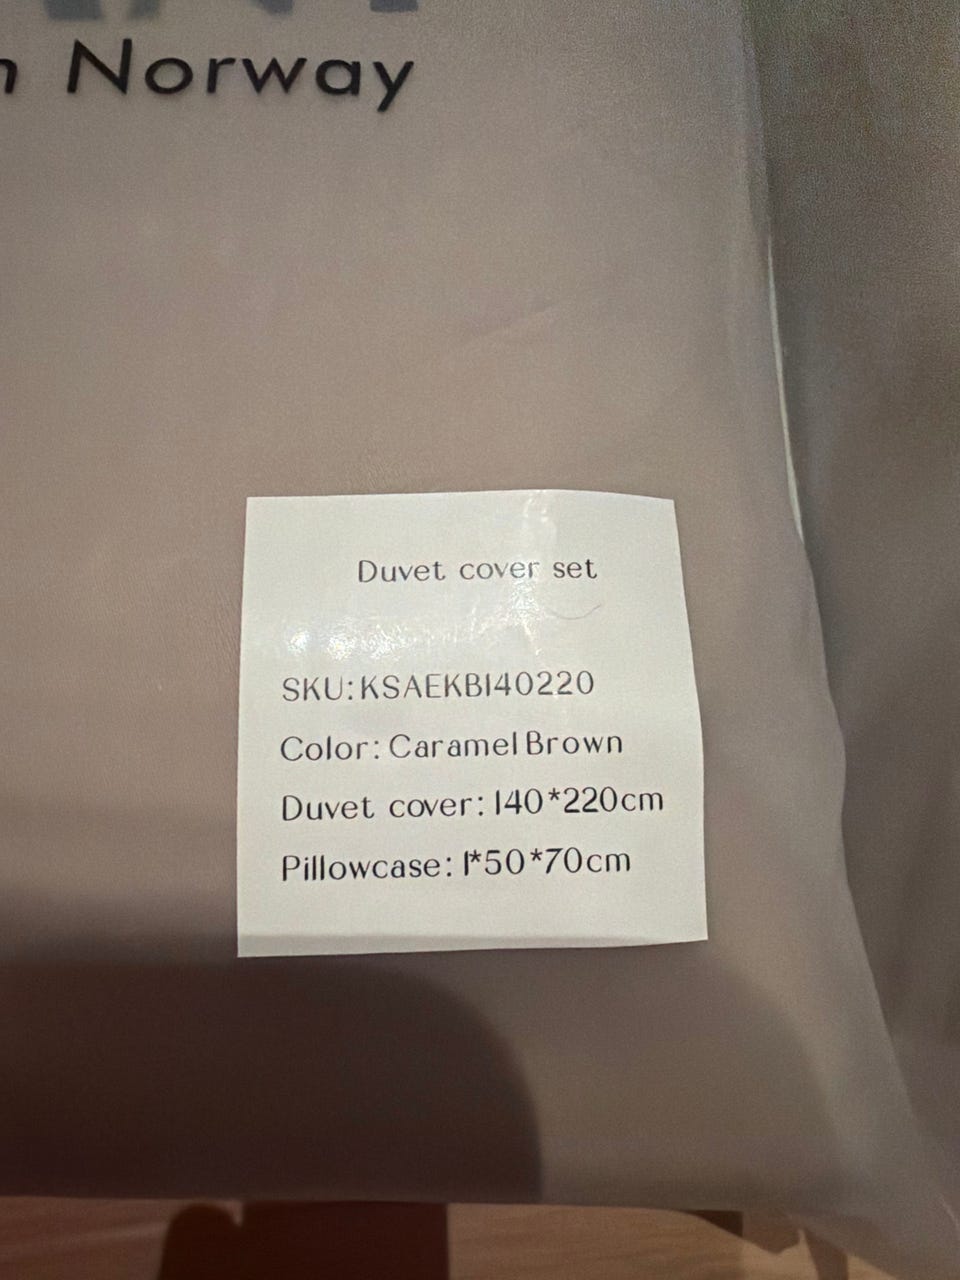 Norway
Duvet cover set
SKU:KSAEKB140220
Color: Caramel Brown
Duvet cover: 140*220cm
Pillowcase: 1*50*70cm